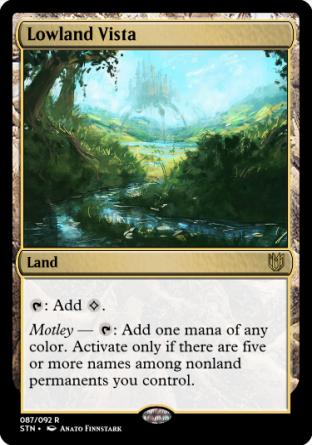 Lowland Vista
Land
: Add .
Motley — : Add one mana of any
color. Activate only if there are five
or more names among nonland
permanents you control.
087/092 R
STN • Anato Finnstark